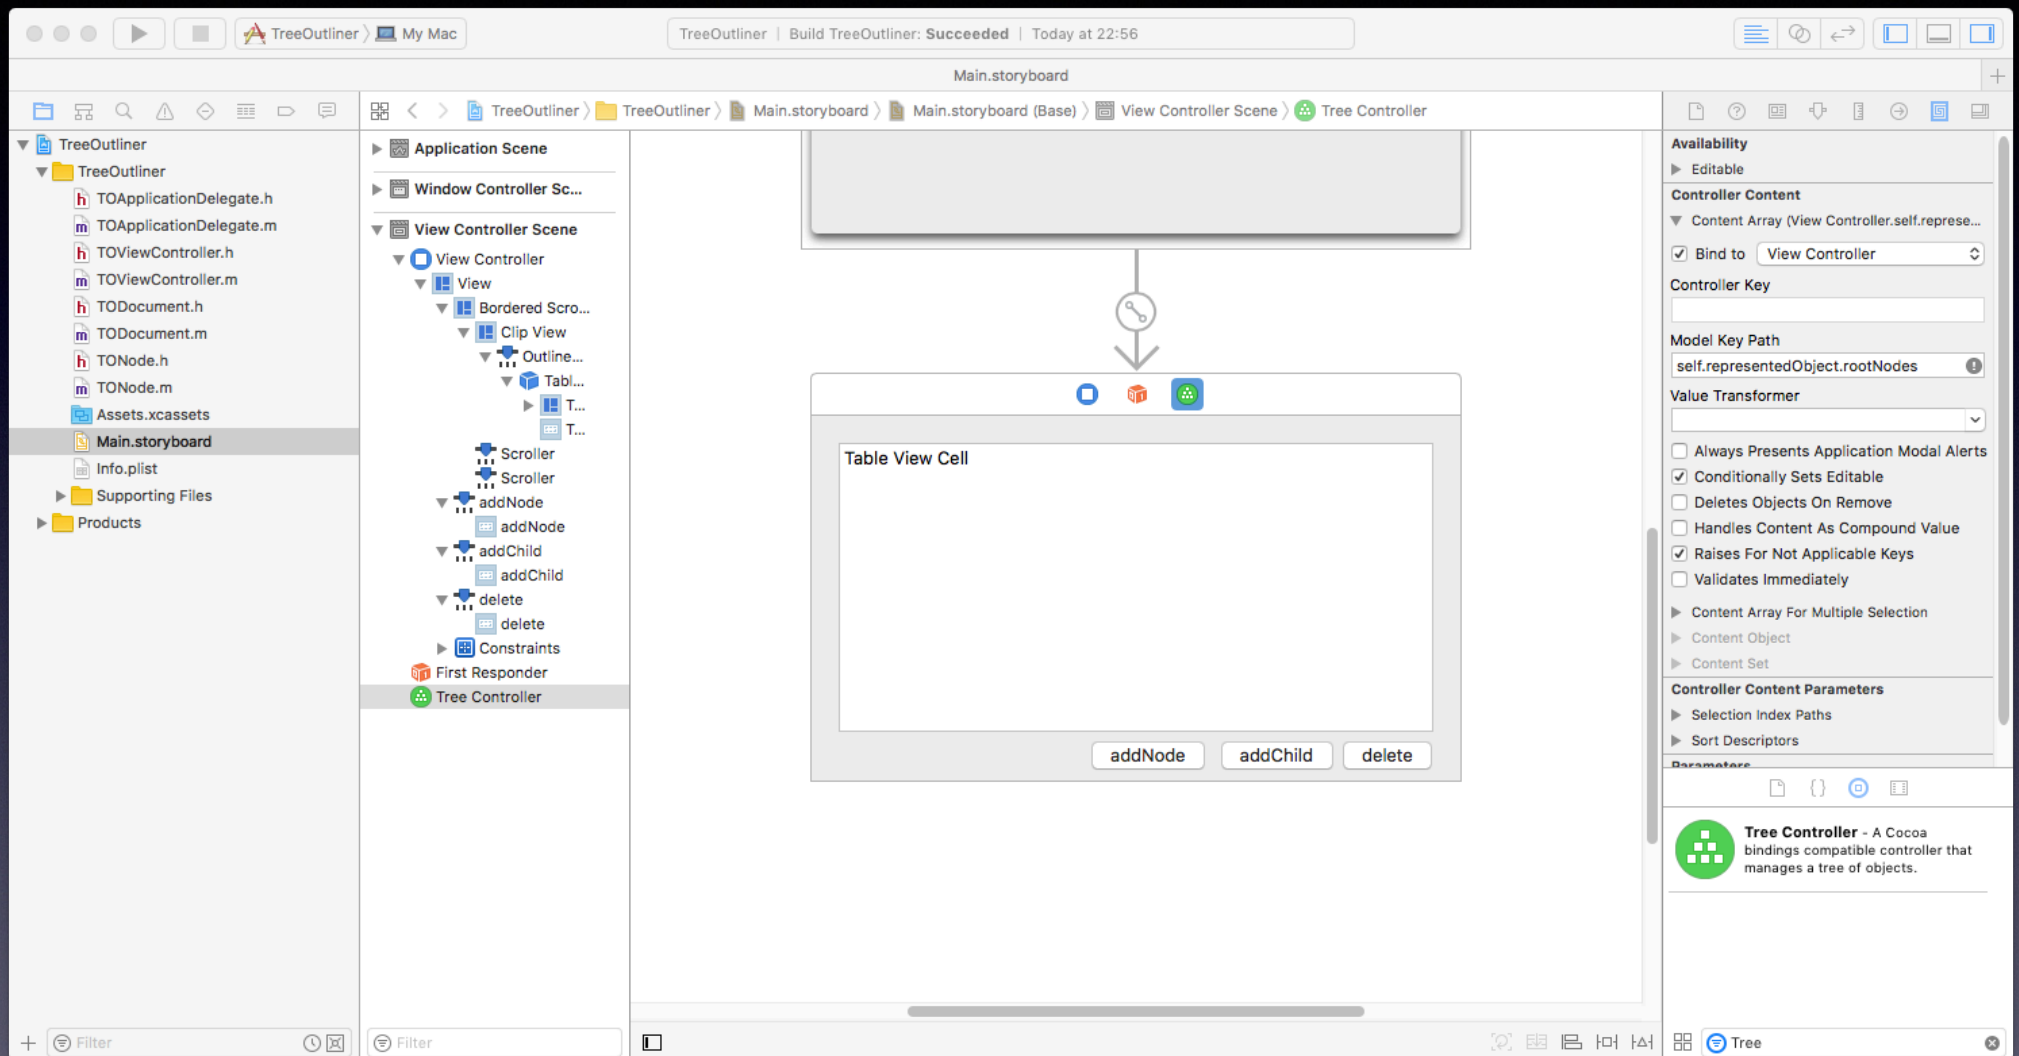 TreeOutliner My Mac
TreeOutliner | Build TreeOutliner: Succeeded | Today at 22:56
Main.storyboard
TreeOutliner
TreeOutliner
TOApplicationDelegate.h
TOApplicationDelegate.m
TOViewController.h
TOViewController.m
TODocument.h
TODocument.m
TONode.h
TONode.m
Assets.xcassets
Main.storyboard
Info.plist
Supporting Files
Products
Filter
TreeOutliner TreeOutliner Main.storyboard Main.storyboard (Base) View Controller Scene Tree Controller
Application Scene
Window Controller Sc...
View Controller Scene
View Controller
View
Bordered Scro...
Clip View
Outline...
Tabl...
T...
T...
Scroller
Scroller
addNode
addNode
addChild
addChild
delete
delete
Constraints
First Responder
Tree Controller
Filter
Table View Cell
addNode addChild delete
Availability
Editable
Controller Content
Content Array (View Controller.self.represe...
Bind to View Controller
Controller Key
Model Key Path
self.representedObject.rootNodes
Value Transformer
Always Presents Application Modal Alerts
Conditionally Sets Editable
Deletes Objects On Remove
Handles Content As Compound Value
Raises For Not Applicable Keys
Validates Immediately
Content Array For Multiple Selection
Content Object
Content Set
Controller Content Parameters
Selection Index Paths
Sort Descriptors
Parameters
Tree Controller - A Cocoa
bindings compatible controller that
manages a tree of objects.
Tree